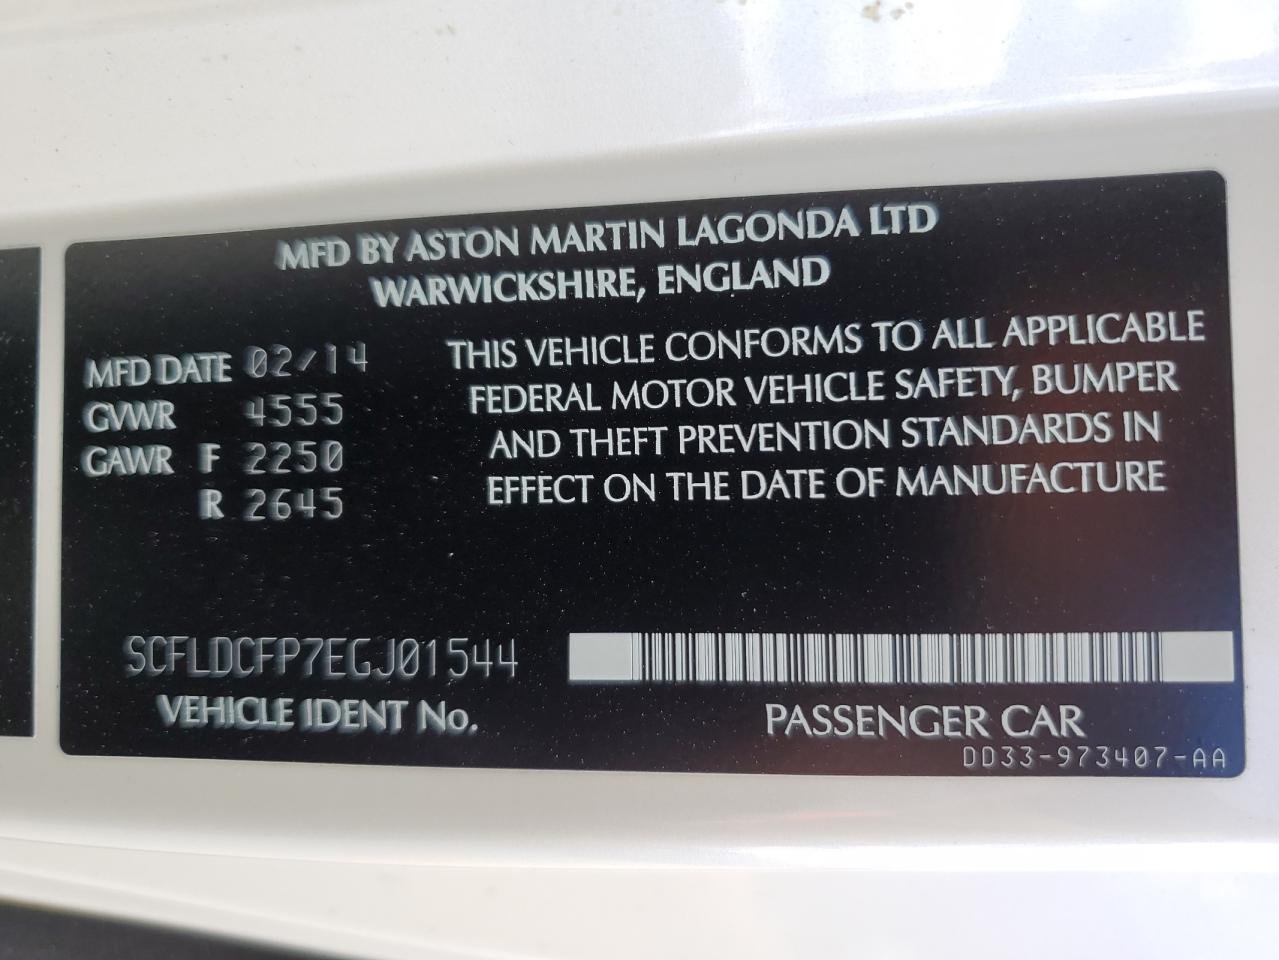 MFD BY ASTON MARTIN LAGONDA LTD
WARWICKSHIRE, ENGLAND
MFD DATE 02/14
GVWR 4555
GAWR F 2250
R 2645
THIS VEHICLE CONFORMS TO ALL APPLICABLE
FEDERAL MOTOR VEHICLE SAFETY, BUMPER
AND THEFT PREVENTION STANDARDS IN
EFFECT ON THE DATE OF MANUFACTURE
SCFLDCFP7EGJ01544
VEHICLE IDENT No.
PASSENGER CAR
DD33-973407-AA